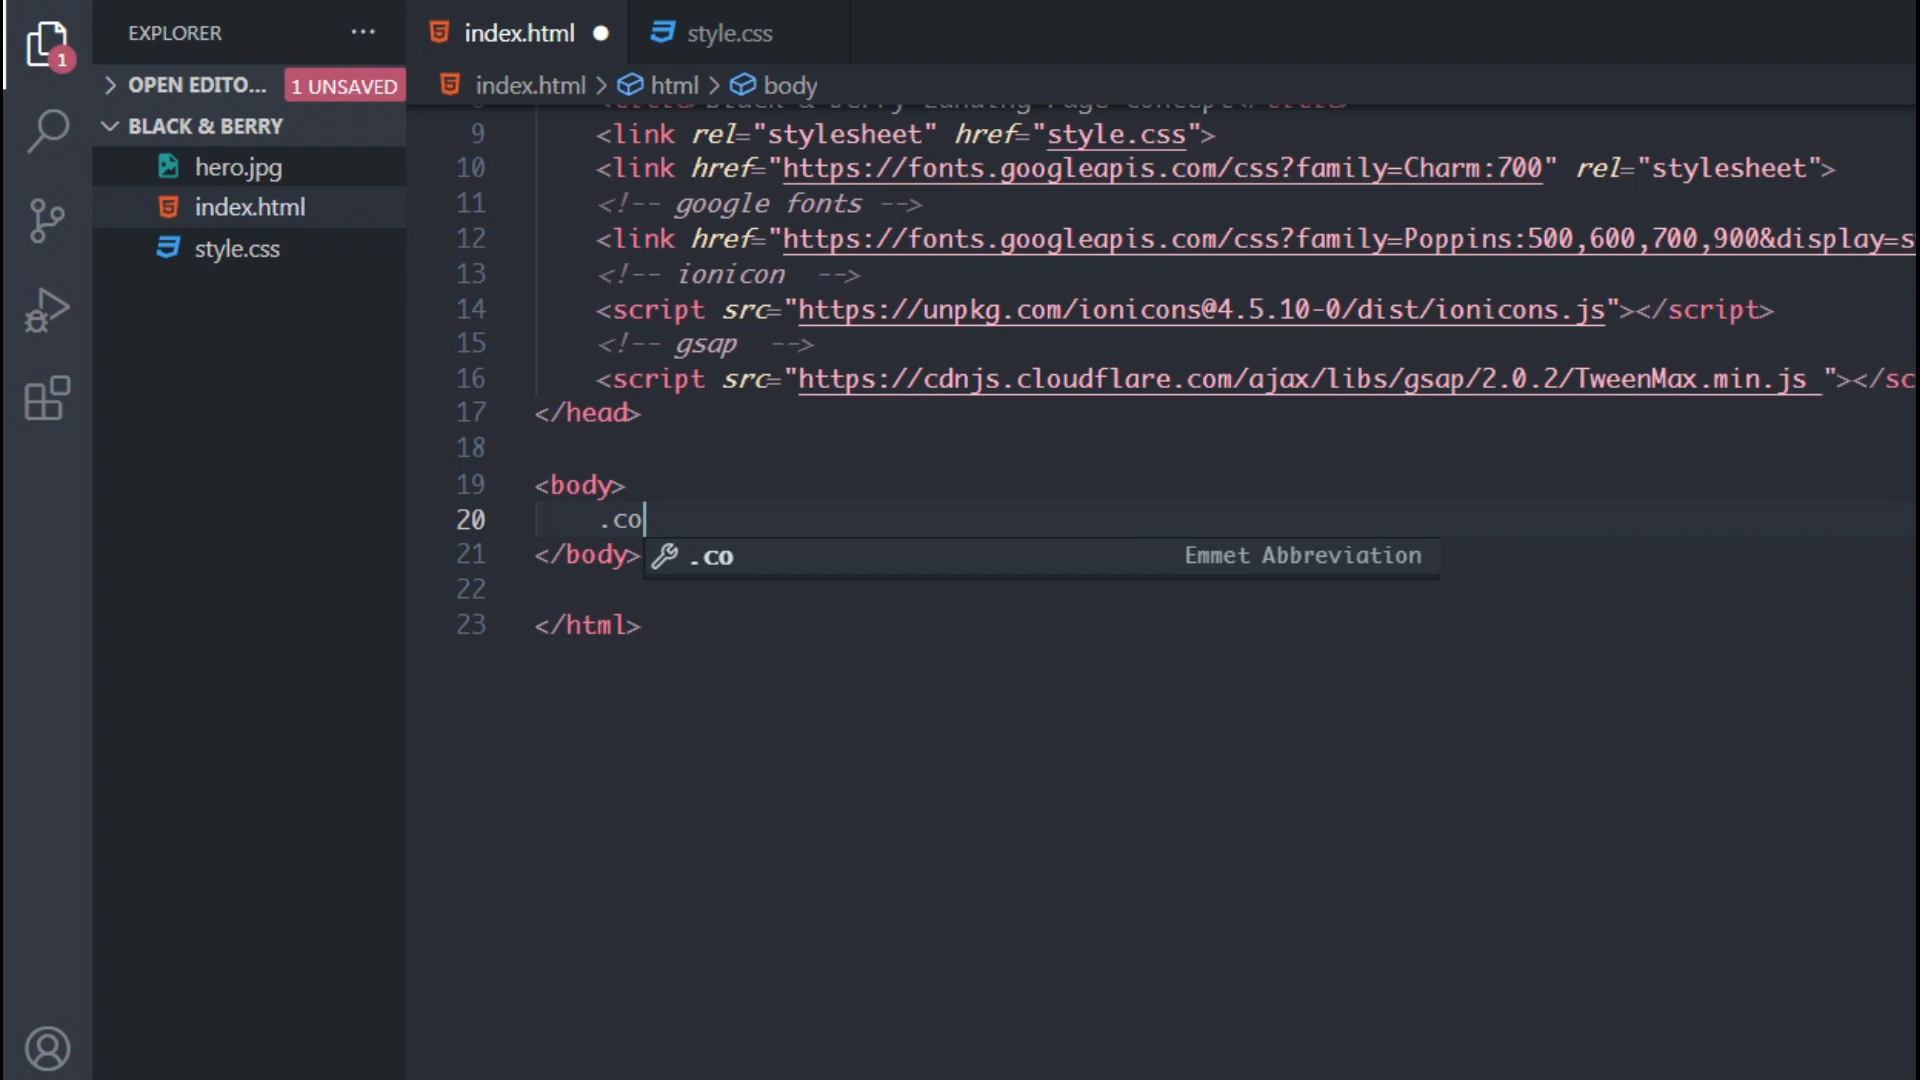 EXPLORER ...
index.html
style.css
1
OPEN EDITO... 1 UNSAVED
BLACK & BERRY
hero.jpg
index.html
style.css
index.html > html > body
9 <link rel="stylesheet" href="style.css">
10 <link href="https://fonts.googleapis.com/css?family=Charm:700" rel="stylesheet">
11 <!-- google fonts -->
12 <link href="https://fonts.googleapis.com/css?family=Poppins:500,600,700,900&display=s
13 <!-- ionicon  -->
14 <script src="https://unpkg.com/ionicons@4.5.10-0/dist/ionicons.js"></script>
15 <!-- gsap  -->
16 <script src="https://cdnjs.cloudflare.com/ajax/libs/gsap/2.0.2/TweenMax.min.js "></sc
17 </head>
18
19 <body>
20 .co
21 </body>
.co Emmet Abbreviation
22
23 </html>